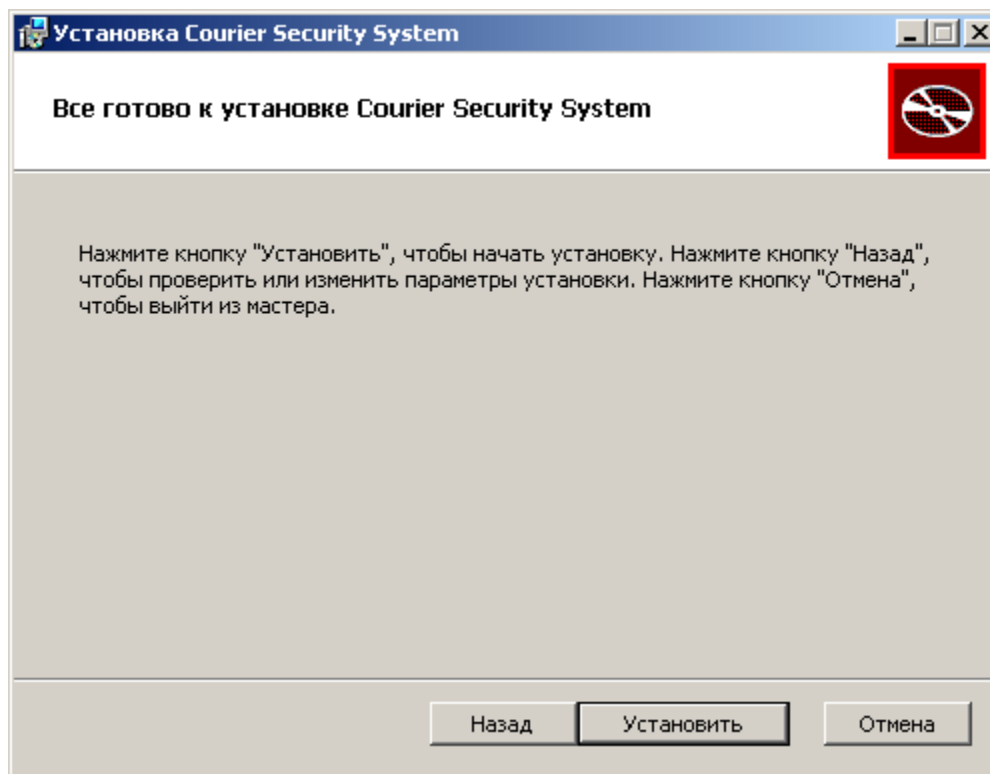 Установка Courier Security System
Все готово к установке Courier Security System
Нажмите кнопку "Установить", чтобы начать установку. Нажмите кнопку "Назад",
чтобы проверить или изменить параметры установки. Нажмите кнопку "Отмена",
чтобы выйти из мастера.
Назад
Установить
Отмена